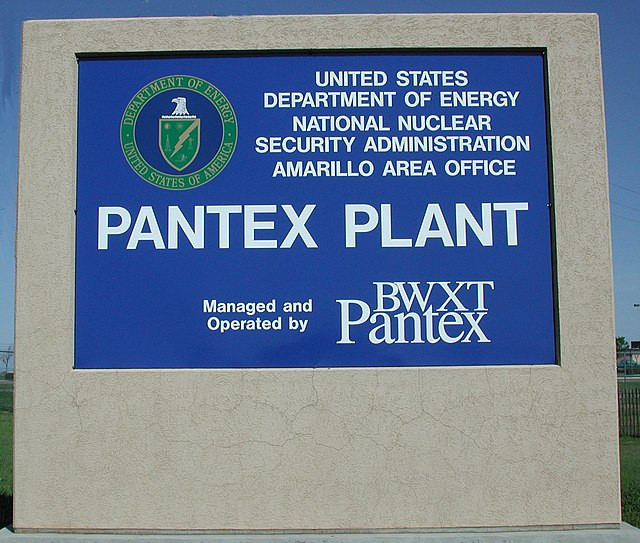 DEPARTMENT OF ENERGY
UNITED STATES OF AMERICA
UNITED STATES
DEPARTMENT OF ENERGY
NATIONAL NUCLEAR
SECURITY ADMINISTRATION
AMARILLO AREA OFFICE
PANTEX PLANT
Managed and
Operated by
BWXT
Pantex